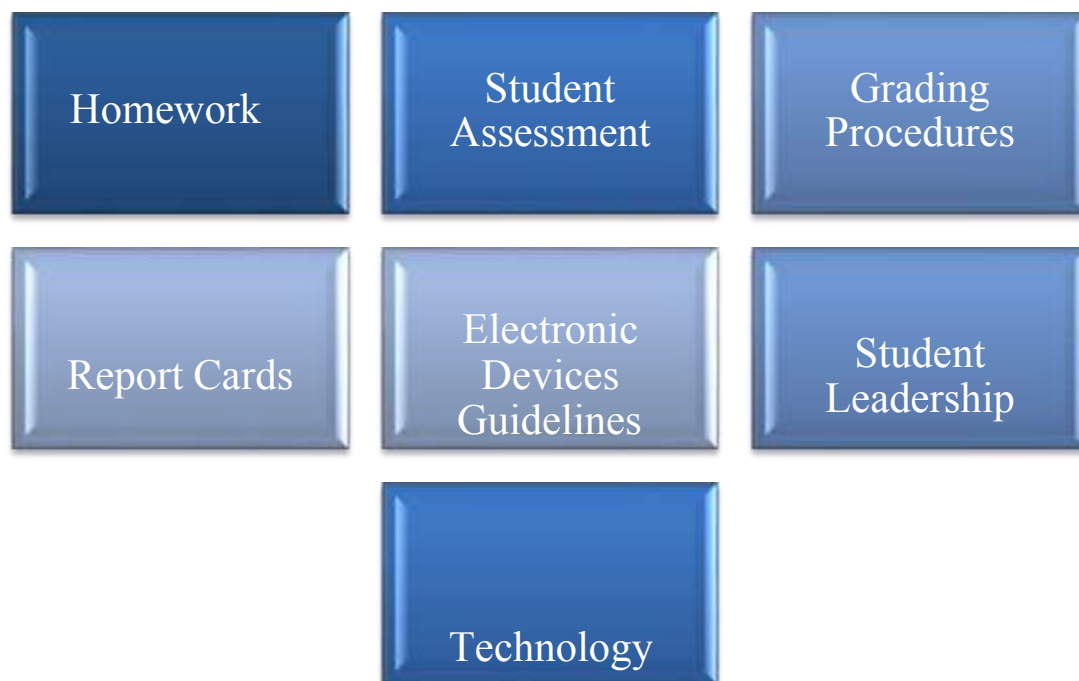 Homework
Student
Assessment
Grading
Procedures
Report Cards
Electronic
Devices
Guidelines
Student
Leadership
Technology